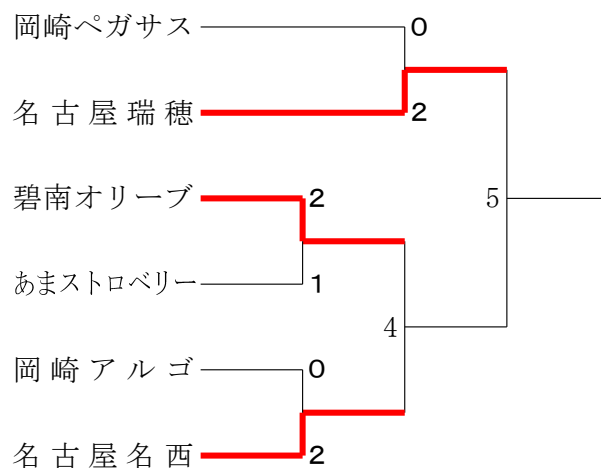 岡崎ペガサス 0
名古屋瑞穂 2
碧南オリーブ 2
5
あまストロベリー 1
4
岡崎アルゴ 0
名古屋名西 2